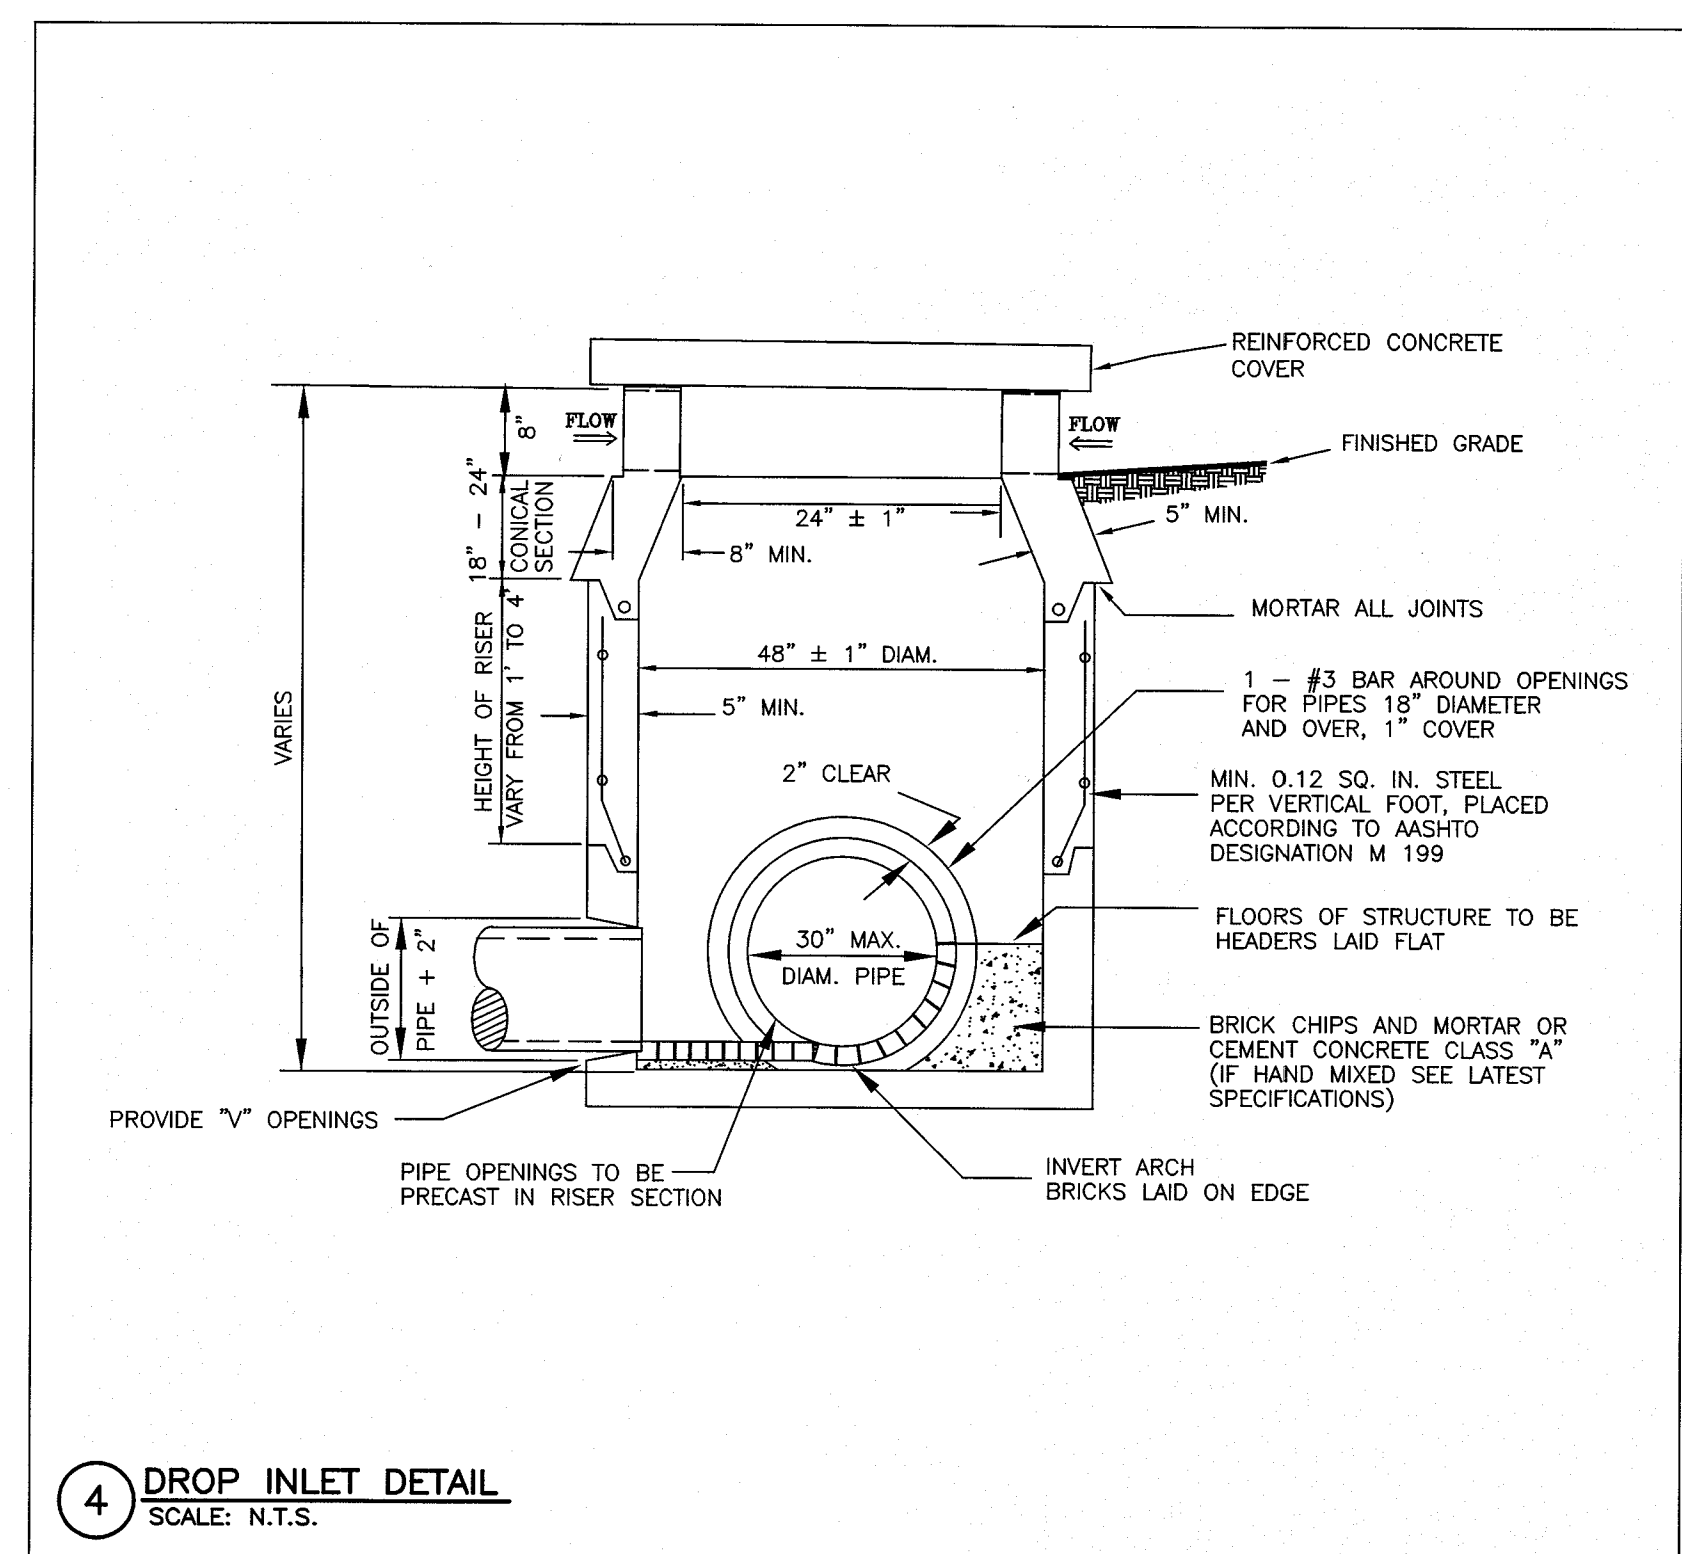 REINFORCED CONCRETE
COVER
FLOW
FLOW
8"
FINISHED GRADE
18" - 24"
CONICAL
SECTION
24" ± 1"
5" MIN.
8" MIN.
MORTAR ALL JOINTS
HEIGHT OF RISER
VARY FROM 1' TO 4'
48" ± 1" DIAM.
VARIES
5" MIN.
1 - #3 BAR AROUND OPENINGS
FOR PIPES 18" DIAMETER
AND OVER, 1" COVER
2" CLEAR
MIN. 0.12 SQ. IN. STEEL
PER VERTICAL FOOT, PLACED
ACCORDING TO AASHTO
DESIGNATION M 199
OUTSIDE OF
PIPE + 2"
30" MAX.
DIAM. PIPE
FLOORS OF STRUCTURE TO BE
HEADERS LAID FLAT
BRICK CHIPS AND MORTAR OR
CEMENT CONCRETE CLASS "A"
(IF HAND MIXED SEE LATEST
SPECIFICATIONS)
PROVIDE "V" OPENINGS
PIPE OPENINGS TO BE
PRECAST IN RISER SECTION
INVERT ARCH
BRICKS LAID ON EDGE
4
DROP INLET DETAIL
SCALE: N.T.S.